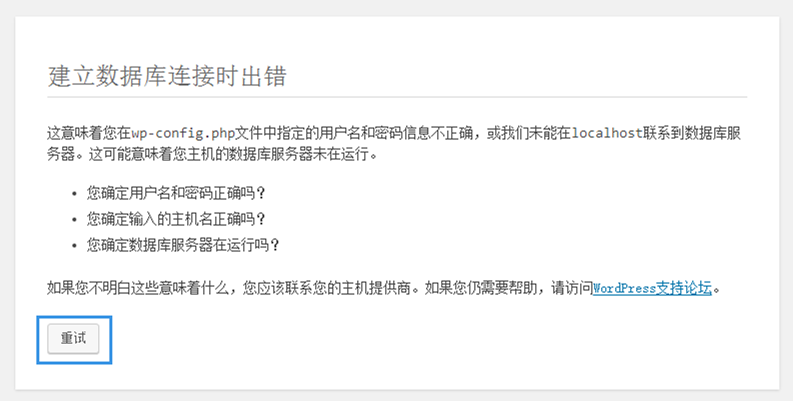 建立数据库连接时出错
这意味着您在wp-config.php文件中指定的用户名和密码信息不正确，或我们未能在localhost联系到数据库服
务器。这可能意味着您主机的数据库服务器未在运行。
• 您确定用户名和密码正确吗？
• 您确定输入的主机名正确吗？
• 您确定数据库服务器在运行吗？
如果您不明白这些意味着什么，您应该联系您的主机提供商。如果您仍需要帮助，请访问WordPress支持论坛。
重试